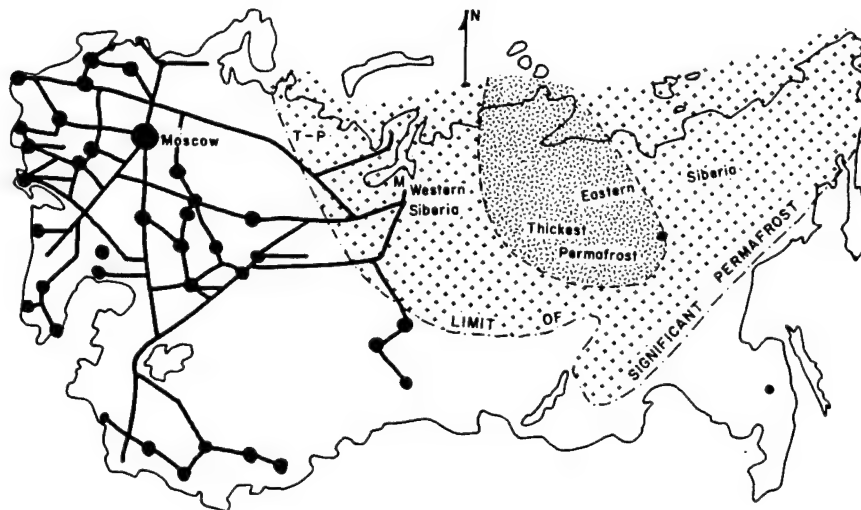 N
Moscow
T-P
M Western
Siberia
Eastern Siberia
Thickest
Permafrost
LIMIT OF SIGNIFICANT PERMAFROST